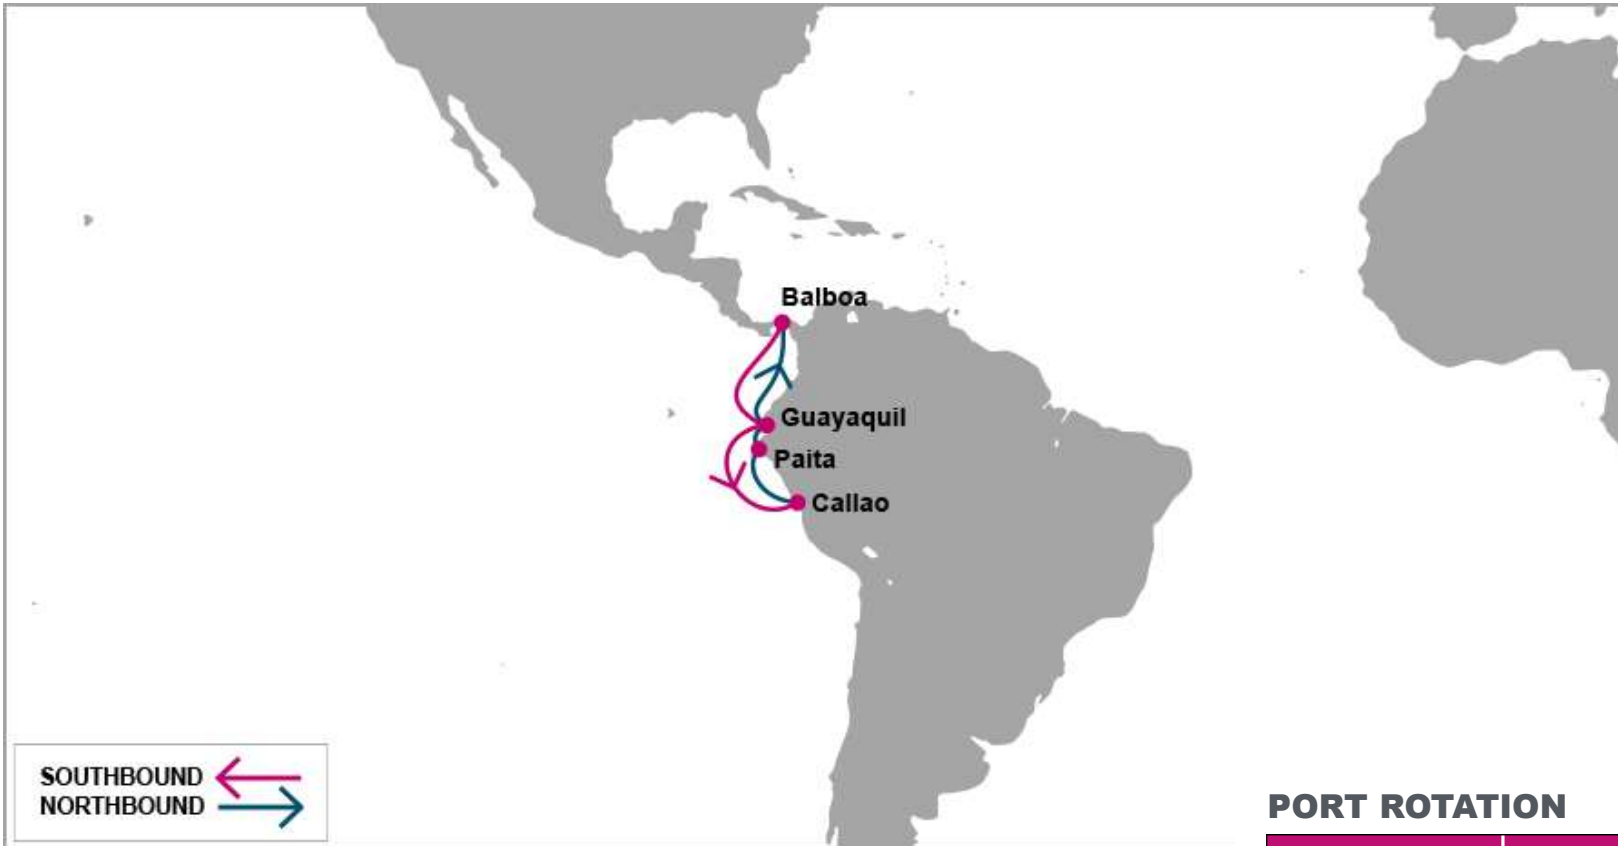 Balboa
Guayaquil
Paita
Callao
SOUTHBOUND
NORTHBOUND
PORT ROTATION